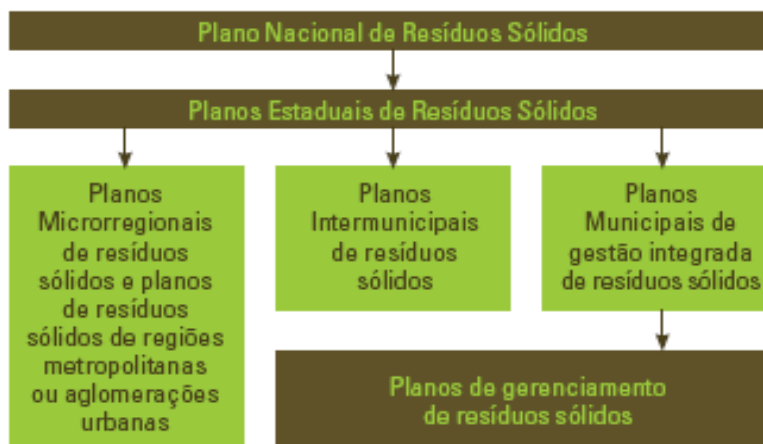 Plano Nacional de Resíduos Sólidos
Planos Estaduais de Resíduos Sólidos
Planos
Microrregionais
de resíduos
sólidos e planos
de resíduos
sólidos de regiões
metropolitanas
ou aglomerações
urbanas
Planos
Intermunicipais
de resíduos
sólidos
Planos
Municipais de
gestão integrada
de resíduos sólidos
Planos de gerenciamento
de resíduos sólidos